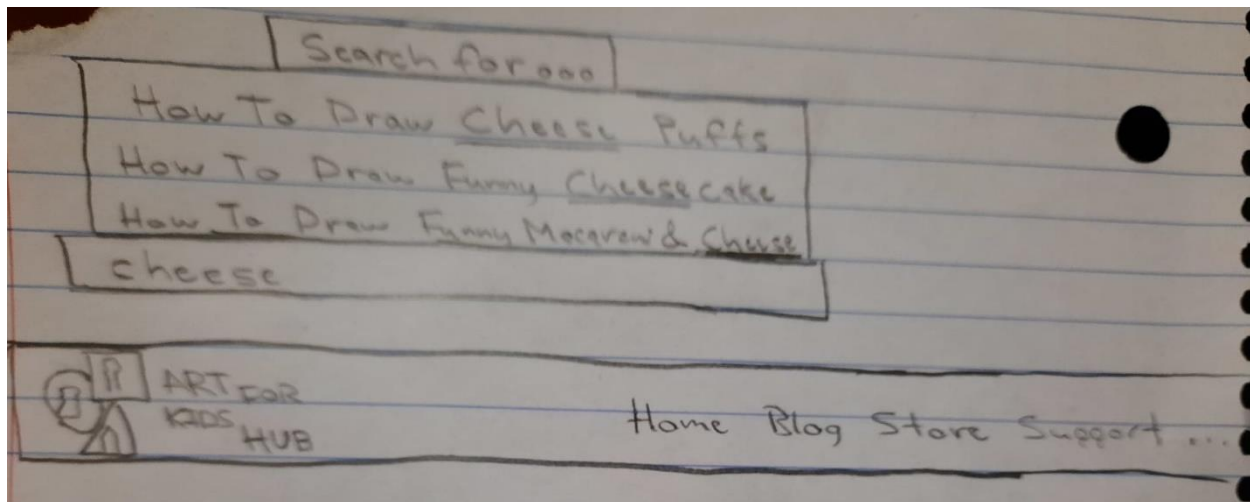 Search for...
How To Draw Cheese Puffs
How To Draw Funny Cheesecake
How To Draw Funny Macaroni & Cheese
cheese
ART FOR
KIDS HUB
Home Blog Store Support ...